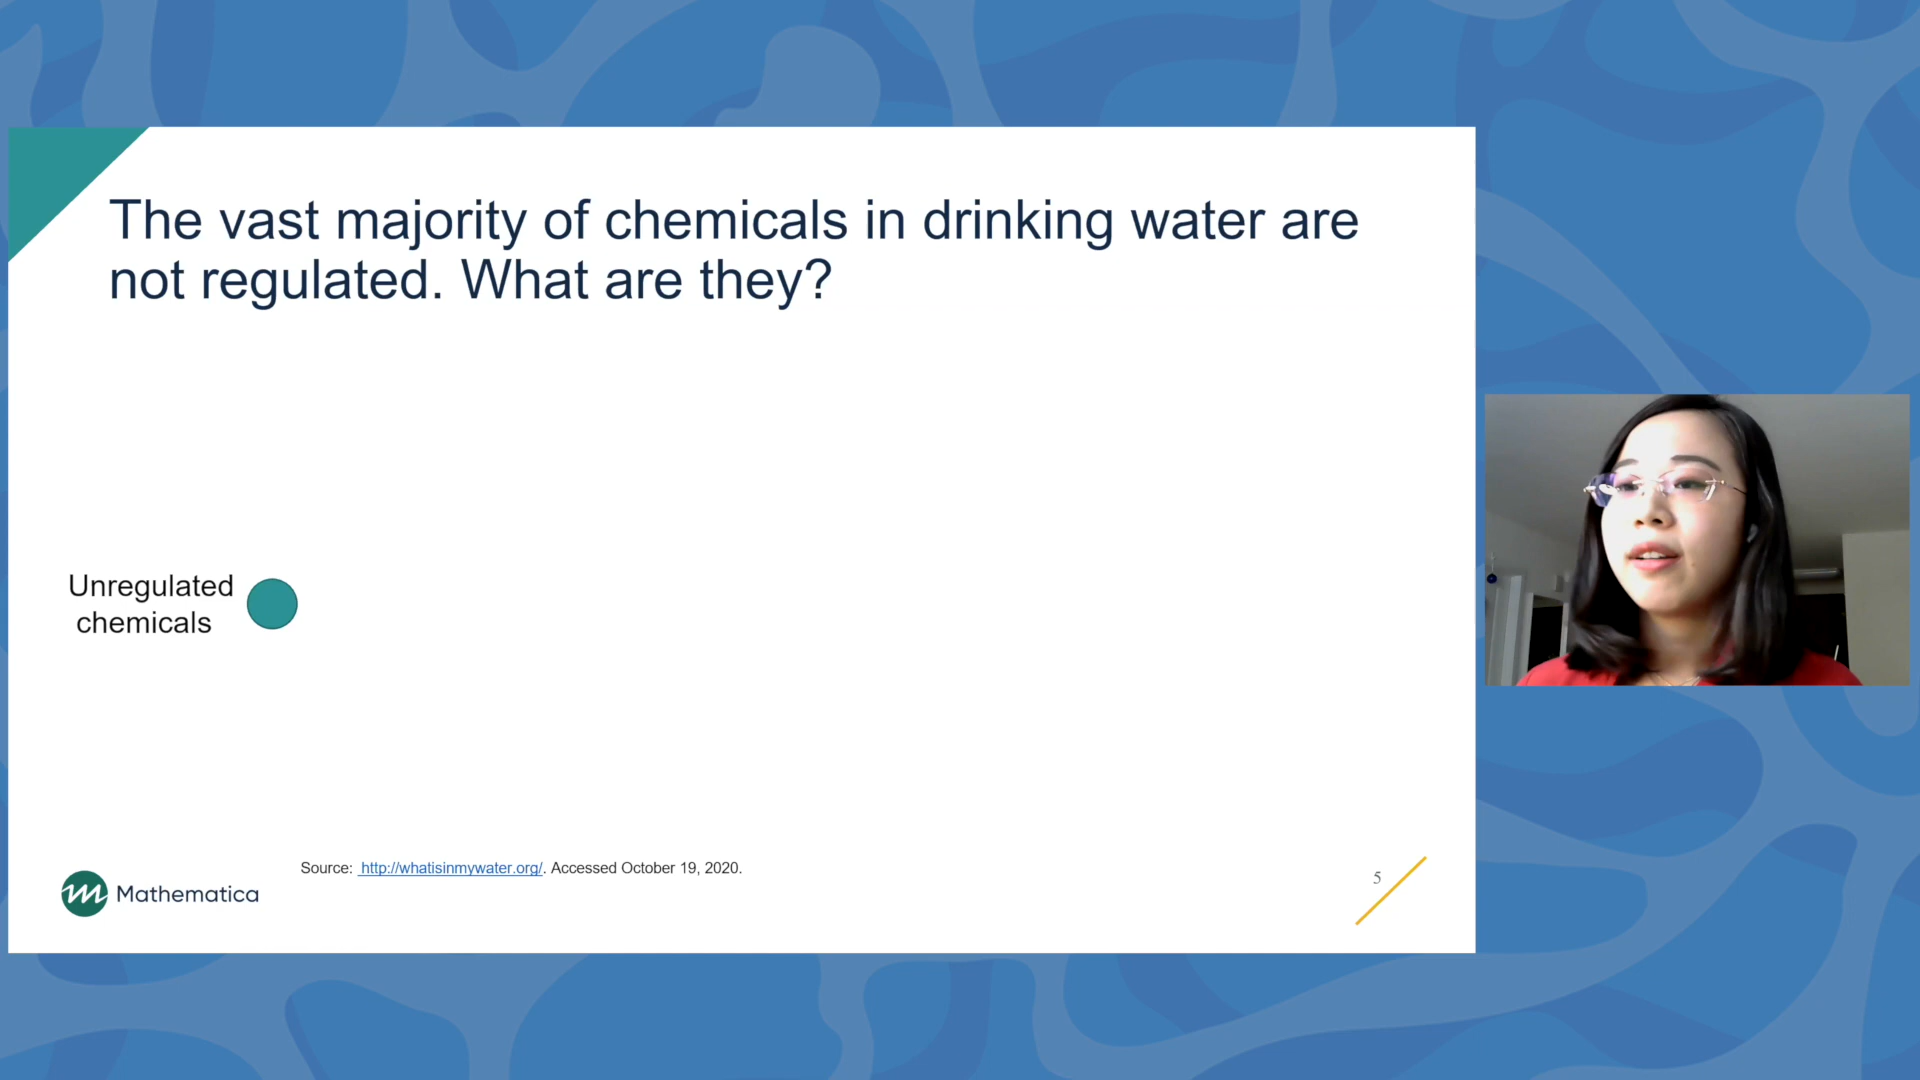 The vast majority of chemicals in drinking water are
not regulated. What are they?
Unregulated
chemicals
Source: http://whatisinmywater.org/. Accessed October 19, 2020.
Mathematica
5